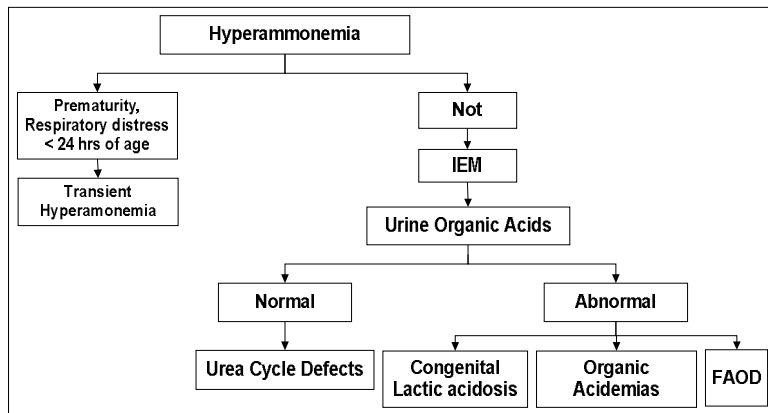 Hyperammonemia
Prematurity,
Respiratory distress
< 24 hrs of age
Not
IEM
Transient
Hyperamonemia
Urine Organic Acids
Normal
Abnormal
Urea Cycle Defects
Congenital
Lactic acidosis
Organic
Acidemias
FAOD